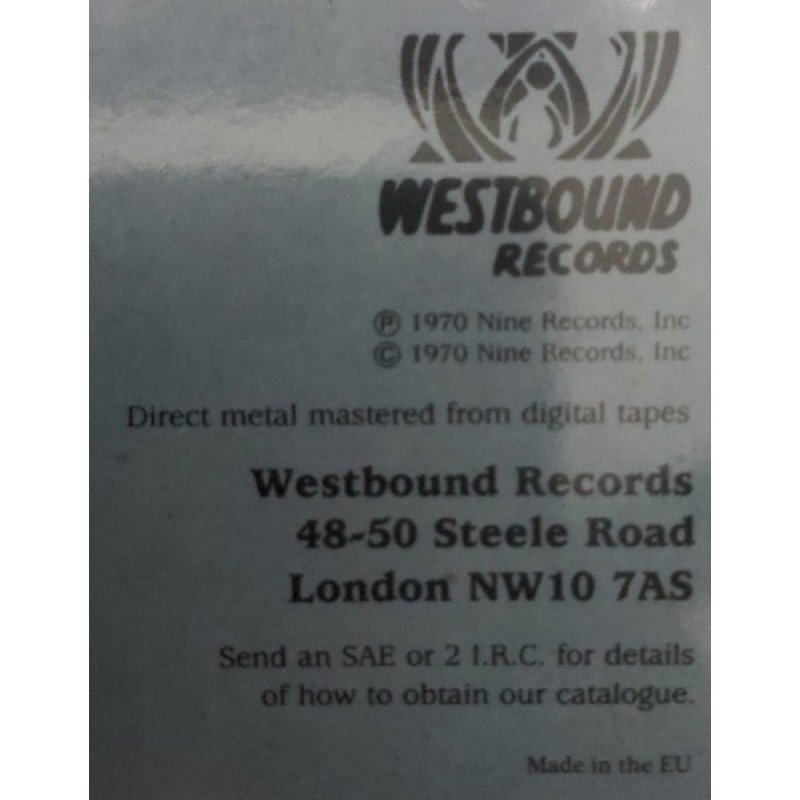 WESTBOUND
RECORDS
℗ 1970 Nine Records, Inc
© 1970 Nine Records, Inc
Direct metal mastered from digital tapes
Westbound Records
48-50 Steele Road
London NW10 7AS
Send an SAE or 2 I.R.C. for details
of how to obtain our catalogue.
Made in the EU